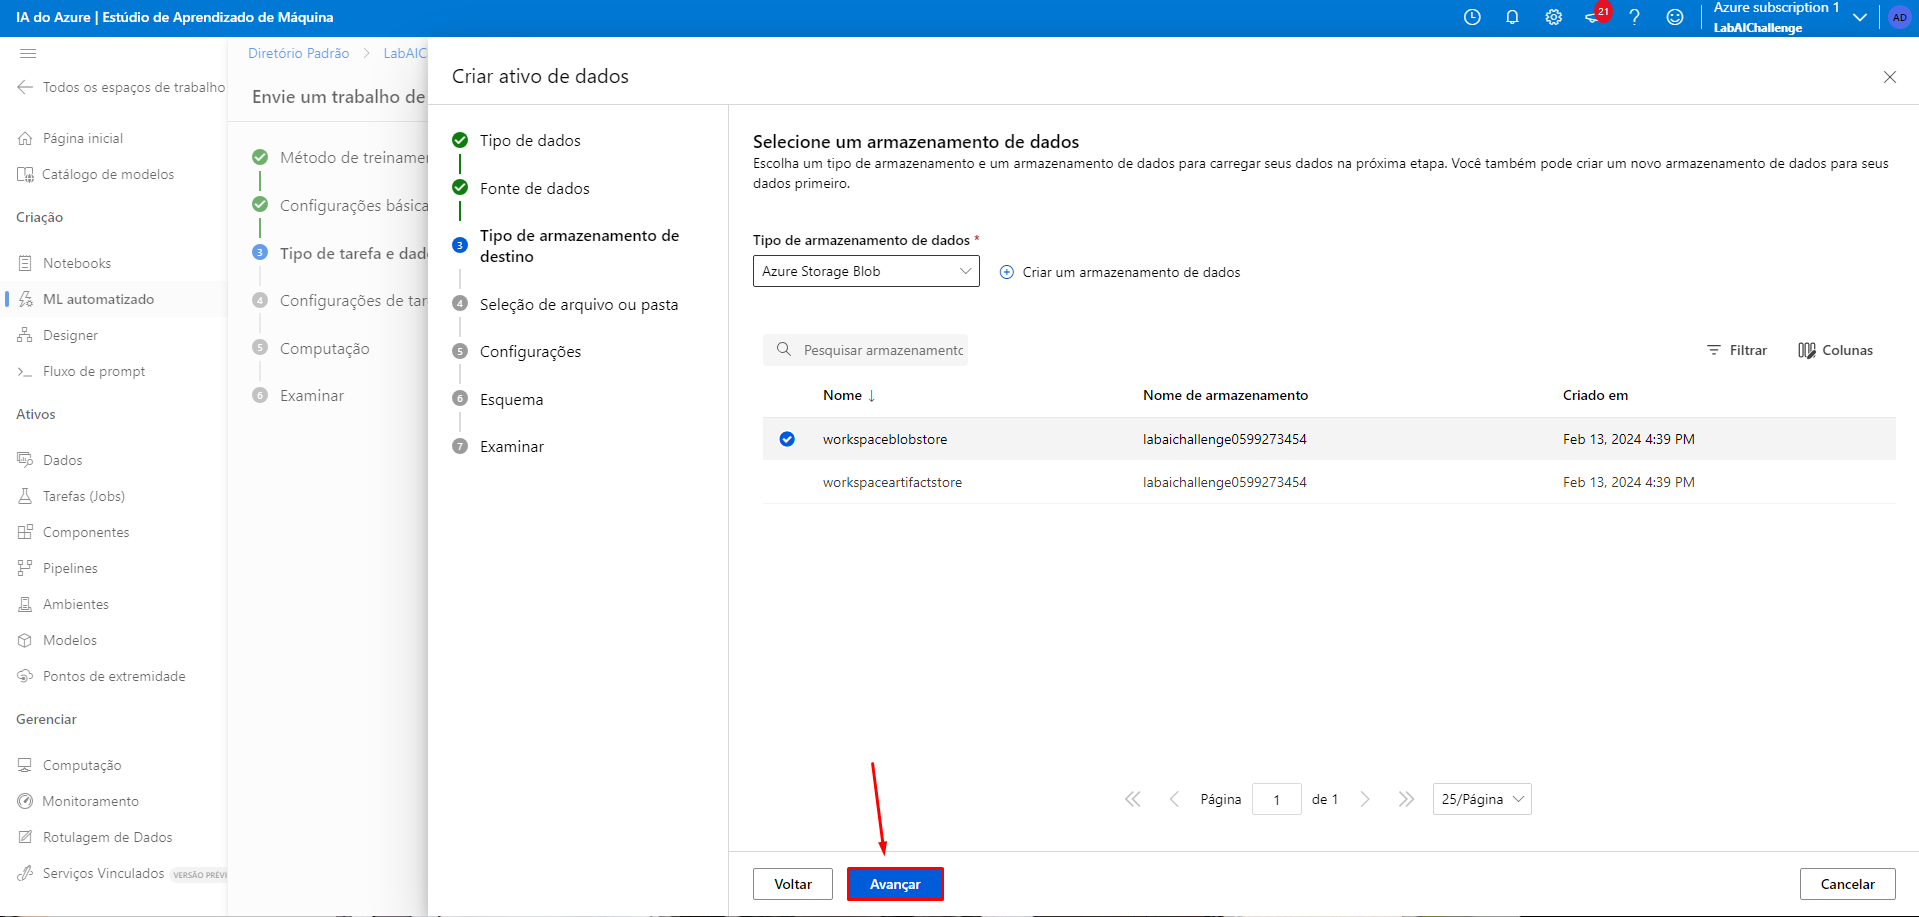 IA do Azure | Estúdio de Aprendizado de Máquina
21
Azure subscription 1
LabAIChallenge
AD
Todos os espaços de trabalho
Página inicial
Catálogo de modelos
Criação
Notebooks
ML automatizado
Designer
Fluxo de prompt
Ativos
Dados
Tarefas (Jobs)
Componentes
Pipelines
Ambientes
Modelos
Pontos de extremidade
Gerenciar
Computação
Monitoramento
Rotulagem de Dados
Serviços Vinculados VERSÃO PRÉVI
Diretório Padrão > LabAIC
Envie um trabalho de
Método de treinamer
Configurações básica
3 Tipo de tarefa e dad
4 Configurações de tar
5 Computação
6 Examinar
Criar ativo de dados
Tipo de dados
Fonte de dados
3 Tipo de armazenamento de
destino
4 Seleção de arquivo ou pasta
5 Configurações
6 Esquema
7 Examinar
Selecione um armazenamento de dados
Escolha um tipo de armazenamento e um armazenamento de dados para carregar seus dados na próxima etapa. Você também pode criar um novo armazenamento de dados para seus
dados primeiro.
Tipo de armazenamento de dados *
Azure Storage Blob
Criar um armazenamento de dados
Pesquisar armazenamento
Filtrar
Colunas
Nome ↓ Nome de armazenamento Criado em
workspaceblobstore labaichallenge0599273454 Feb 13, 2024 4:39 PM
workspaceartifactstore labaichallenge0599273454 Feb 13, 2024 4:39 PM
Página 1 de 1 25/Página
Voltar
Avançar
Cancelar